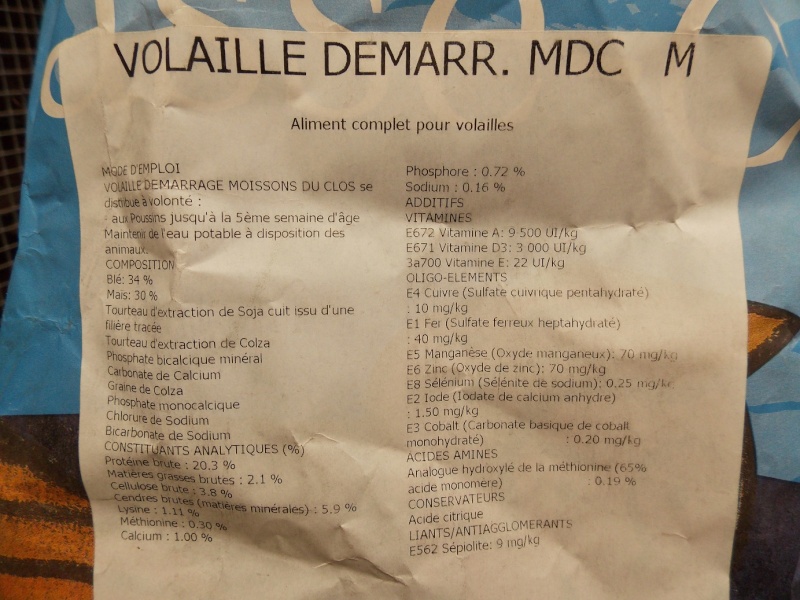 VOLAILLE DEMARR. MDC M
Aliment complet pour volailles
MODE D'EMPLOI
VOLAILLE DEMARRAGE MOISSONS DU CLOS se
distribue à volonté :
- aux Poussins jusqu'à la 5ème semaine d'âge
Maintenir de l'eau potable à disposition des
animaux.
COMPOSITION
Blé: 34 %
Maïs: 30 %
Tourteau d'extraction de Soja cuit issu d'une
filière tracée
Tourteau d'extraction de Colza
Phosphate bicalcique minéral
Carbonate de Calcium
Graine de Colza
Phosphate monocalcique
Chlorure de Sodium
Bicarbonate de Sodium
CONSTITUANTS ANALYTIQUES (%)
Protéine brute : 20.3 %
Matières grasses brutes : 2.1 %
Cellulose brute : 3.8 %
Cendres brutes (matières minérales) : 5.9 %
Lysine : 1.11 %
Méthionine : 0.30 %
Calcium : 1.00 %
Phosphore : 0.72 %
Sodium : 0.16 %
ADDITIFS
VITAMINES
E672 Vitamine A: 9 500 UI/kg
E671 Vitamine D3: 3 000 UI/kg
3a700 Vitamine E: 22 UI/kg
OLIGO-ELEMENTS
E4 Cuivre (Sulfate cuivrique pentahydraté)
: 10 mg/kg
E1 Fer (Sulfate ferreux heptahydraté)
: 40 mg/kg
E5 Manganèse (Oxyde manganeux): 70 mg/kg
E6 Zinc (Oxyde de zinc): 70 mg/kg
E8 Sélénium (Sélénite de sodium): 0.25 mg/kg
E2 Iode (Iodate de calcium anhydre)
: 1.50 mg/kg
E3 Cobalt (Carbonate basique de cobalt
monohydraté) : 0.20 mg/kg
ACIDES AMINES
Analogue hydroxylé de la méthionine (65%
acide monomère) : 0.19 %
CONSERVATEURS
Acide citrique
LIANTS/ANTIAGGLOMERANTS
E562 Sépiolite: 9 mg/kg